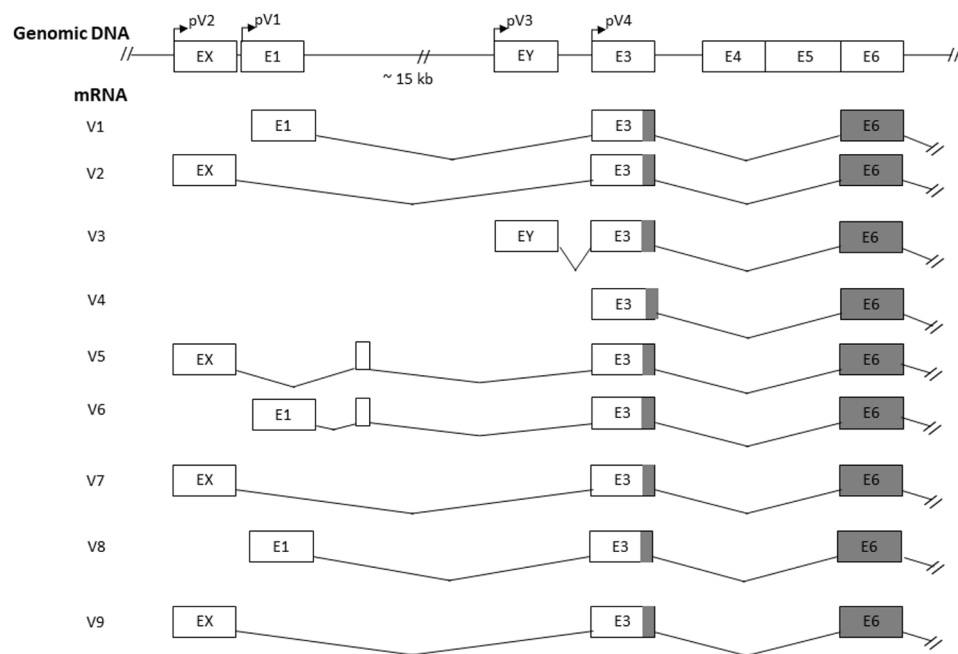 pV2 pV1 pV3 pV4
Genomic DNA
EX E1 EY E3 E4 E5 E6
~ 15 kb
mRNA
V1 E1 E3 E6
V2 EX E3 E6
V3 EY E3 E6
V4 E3 E6
V5 EX E3 E6
V6 E1 E3 E6
V7 EX E3 E6
V8 E1 E3 E6
V9 EX E3 E6